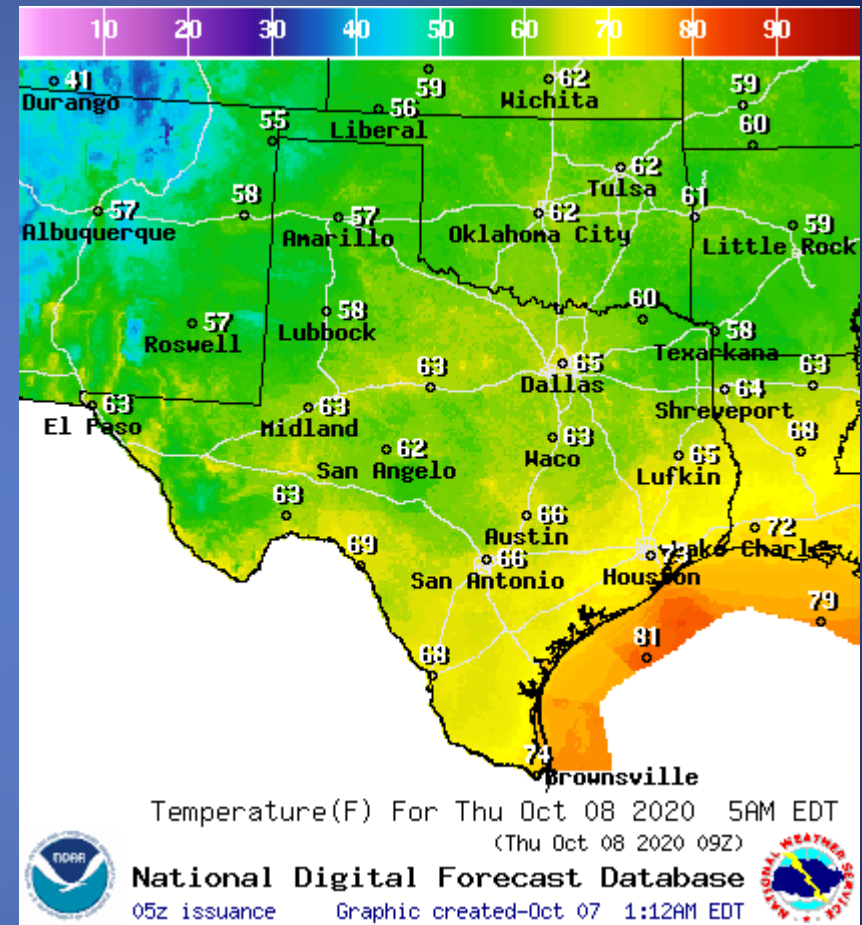 10 20 30 40 50 60 70 80 90
41 59 62 59
Durango Wichita
56
Liberal
55 60
62
Tulsa
57 58 57 62 61 59
Albuquerque Amarillo Oklahoma City Little Rock
57 58 60 58
Roswell Lubbock Texarkana
63 65 63
Dallas
63 63 64
El Paso Midland Shreveport
62 63 65 68
San Angelo Waco Lufkin
63 66 72
Austin Lake Charles
69 66
San Antonio Houston
79
81
68
74
Brownsville
Temperature(F) For Thu Oct 08 2020 5AM EDT
(Thu Oct 08 2020 09Z)
National Digital Forecast Database
05z issuance Graphic created-Oct 07 1:12AM EDT
NOAA
NATIONAL WEATHER SERVICE